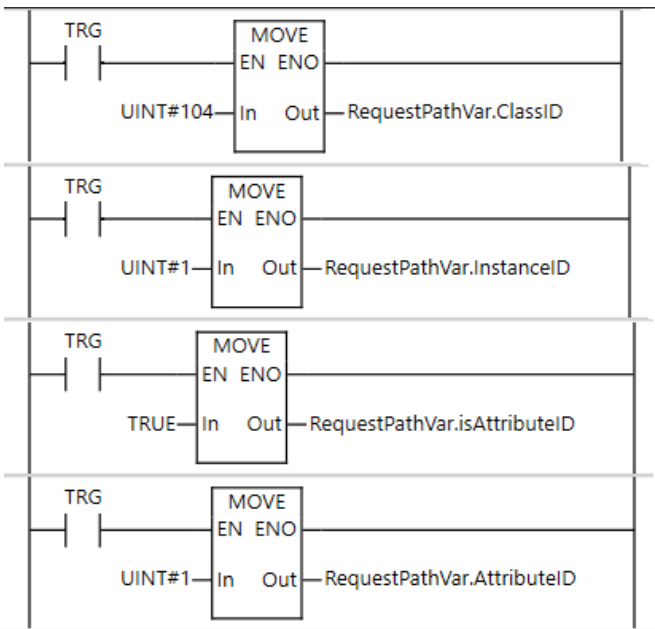 TRG
MOVE
EN ENO
UINT#104 In Out RequestPathVar.ClassID
TRG
MOVE
EN ENO
UINT#1 In Out RequestPathVar.InstanceID
TRG
MOVE
EN ENO
TRUE In Out RequestPathVar.isAttributeID
TRG
MOVE
EN ENO
UINT#1 In Out RequestPathVar.AttributeID